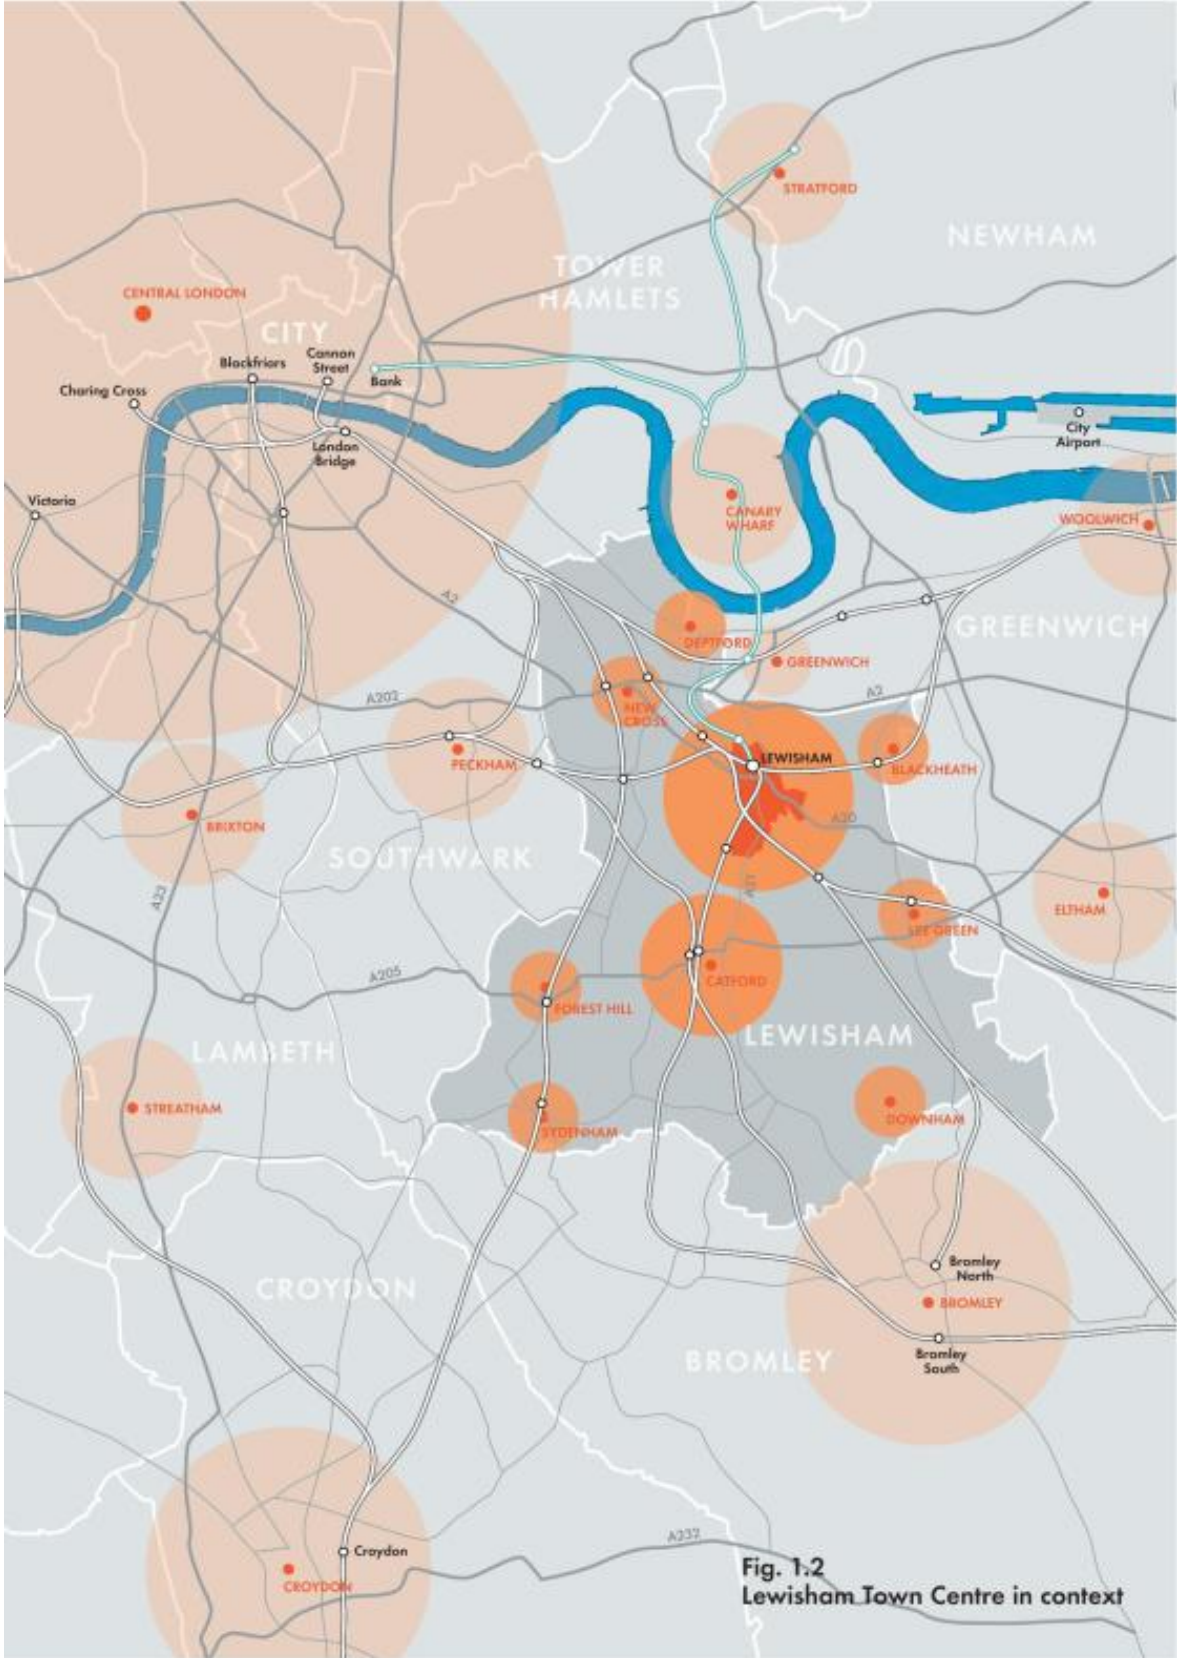 STRATFORD
NEWHAM
TOWER
HAMLETS
CENTRAL LONDON
CITY
Blackfriars
Cannon
Street
Bank
Charing Cross
London
Bridge
City
Airport
Victoria
CANARY
WHARF
WOOLWICH
A2
GREENWICH
DEPTFORD
GREENWICH
A202
NEW
CROSS
A2
PECKHAM
LEWISHAM
BLACKHEATH
BRIXTON
A20
SOUTHWARK
A23
A21
ELTHAM
LEE GREEN
A205
CATFORD
FOREST HILL
LEWISHAM
LAMBETH
STREATHAM
SYDENHAM
DOWNHAM
CROYDON
Bromley
North
BROMLEY
BROMLEY
Bromley
South
A232
Croydon
CROYDON
Fig. 1.2
Lewisham Town Centre in context